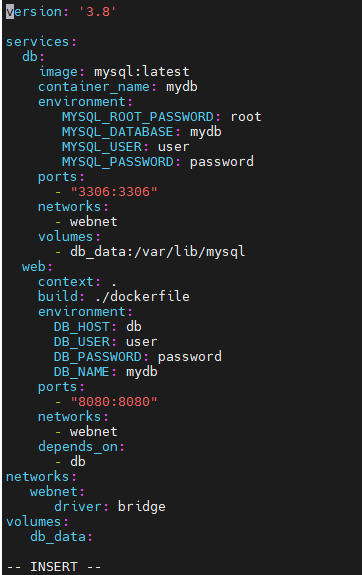 version: '3.8'

services:
  db:
    image: mysql:latest
    container_name: mydb
    environment:
       MYSQL_ROOT_PASSWORD: root
       MYSQL_DATABASE: mydb
       MYSQL_USER: user
       MYSQL_PASSWORD: password
    ports:
      - "3306:3306"
    networks:
      - webnet
    volumes:
      - db_data:/var/lib/mysql
  web:
    context: .
    build: ./dockerfile
    environment:
      DB_HOST: db
      DB_USER: user
      DB_PASSWORD: password
      DB_NAME: mydb
    ports:
      - "8080:8080"
    networks:
      - webnet
    depends_on:
      - db
networks:
   webnet:
      driver: bridge
volumes:
   db_data:

-- INSERT --